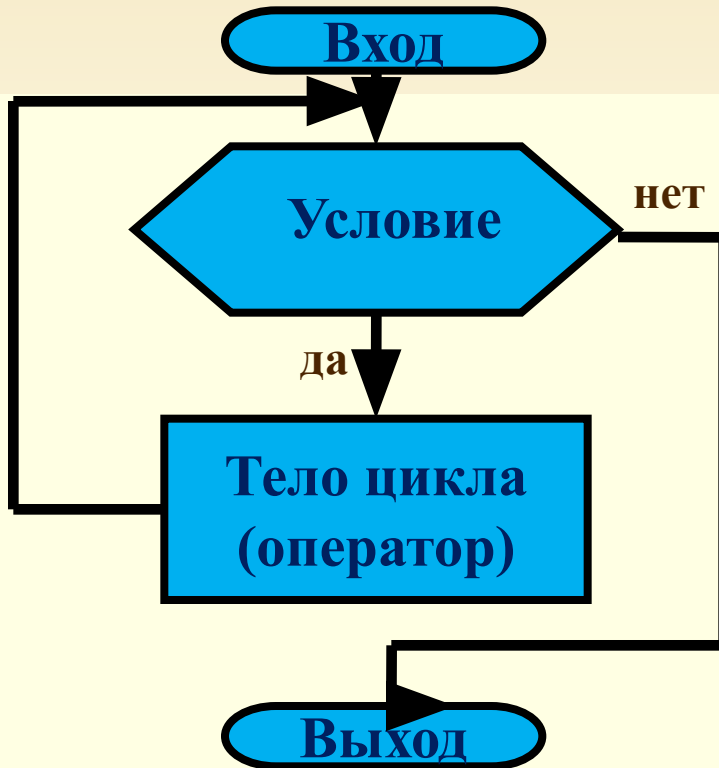 Вход
Условие
нет
да
Тело цикла
(оператор)
Выход